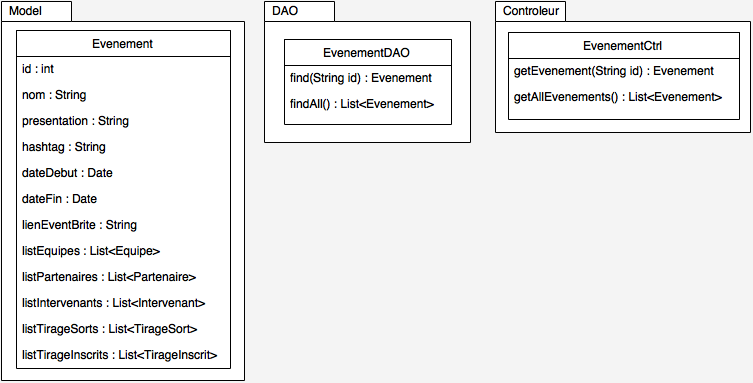 Model
Evenement
id : int
nom : String
presentation : String
hashtag : String
dateDebut : Date
dateFin : Date
lienEventBrite : String
listEquipes : List<Equipe>
listPartenaires : List<Partenaire>
listIntervenants : List<Intervenant>
listTirageSorts : List<TirageSort>
listTirageInscrits : List<TirageInscrit>
DAO
EvenementDAO
find(String id) : Evenement
findAll() : List<Evenement>
Controleur
EvenementCtrl
getEvenement(String id) : Evenement
getAllEvenements() : List<Evenement>